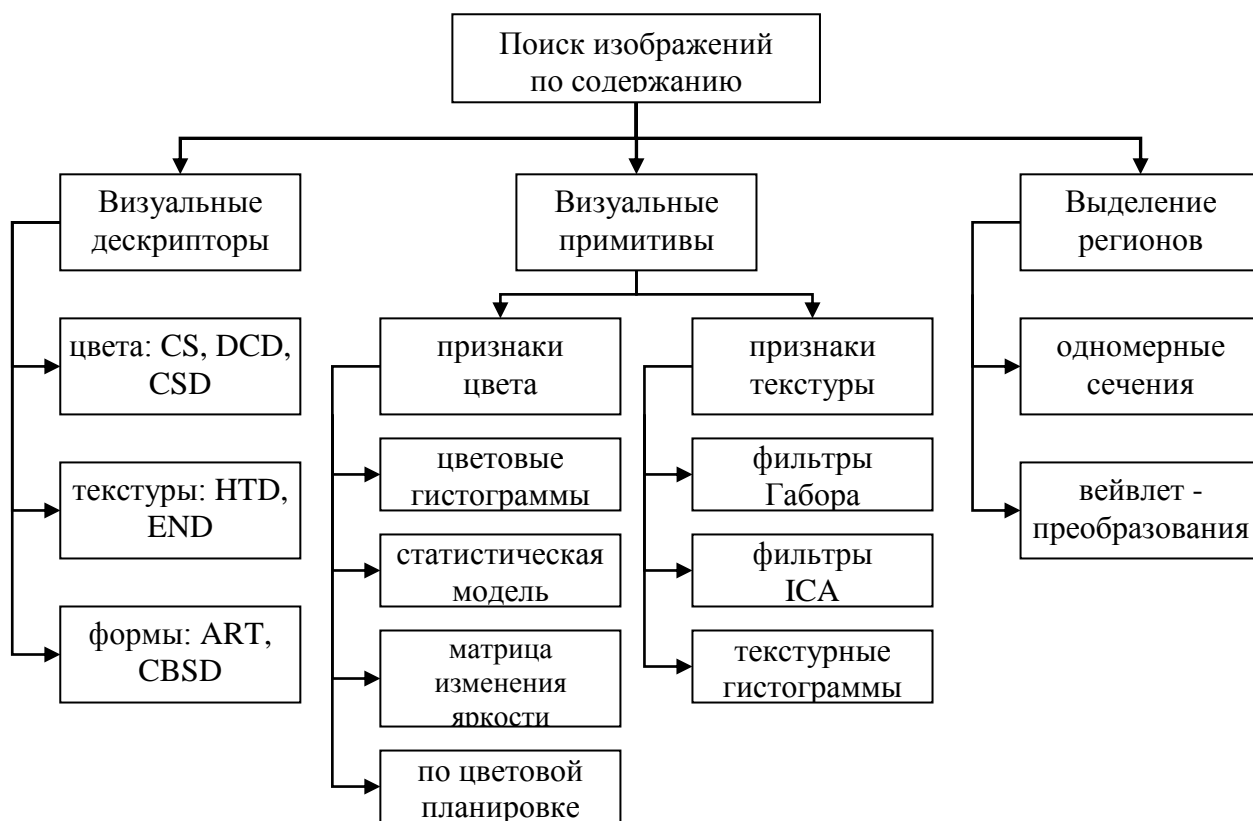 Поиск изображений
по содержанию
Визуальные
дескрипторы
Визуальные
примитивы
Выделение
регионов
цвета: CS, DCD,
CSD
текстуры: HTD,
END
формы: ART,
CBSD
признаки
цвета
признаки
текстуры
цветовые
гистограммы
статистическая
модель
матрица
изменения
яркости
по цветовой
планировке
фильтры
Габора
фильтры
ICA
текстурные
гистограммы
одномерные
сечения
вейвлет -
преобразования